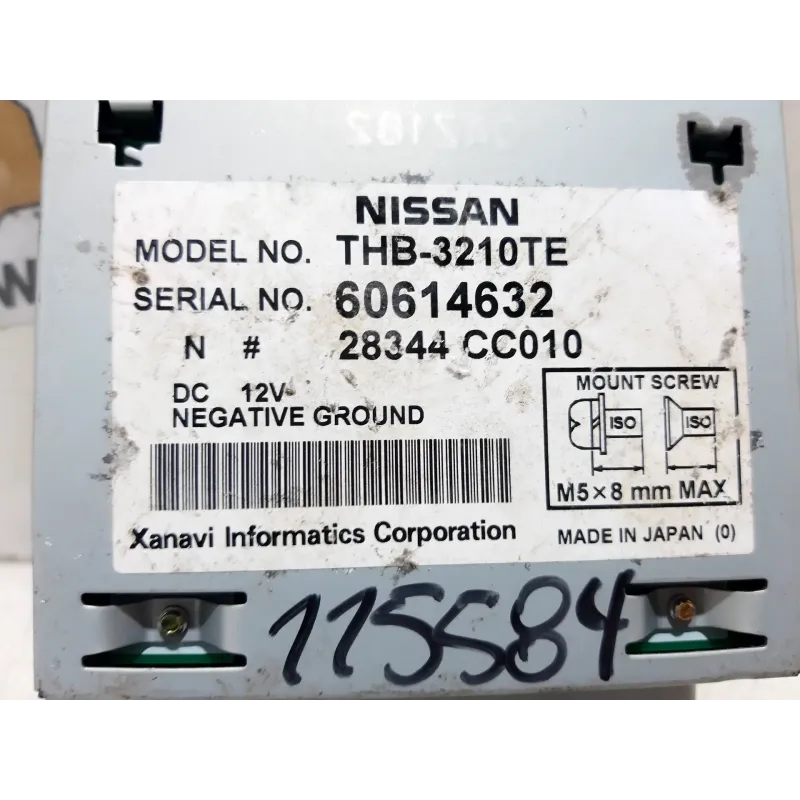 NISSAN
MODEL NO. THB-3210TE
SERIAL NO. 60614632
N # 28344 CC010
DC 12V
NEGATIVE GROUND
MOUNT SCREW
ISO ISO
M5×8 mm MAX
Xanavi Informatics Corporation
MADE IN JAPAN (0)
115584